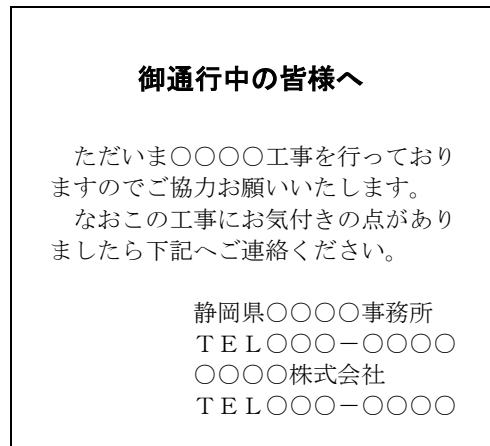 御通行中の皆様へ
ただいま○○○○工事を行っており
ますのでご協力お願いいたします。
なおこの工事にお気付きの点があり
ましたら下記へご連絡ください。
静岡県○○○○事務所
ＴＥＬ○○○－○○○○
○○○○株式会社
ＴＥＬ○○○－○○○○